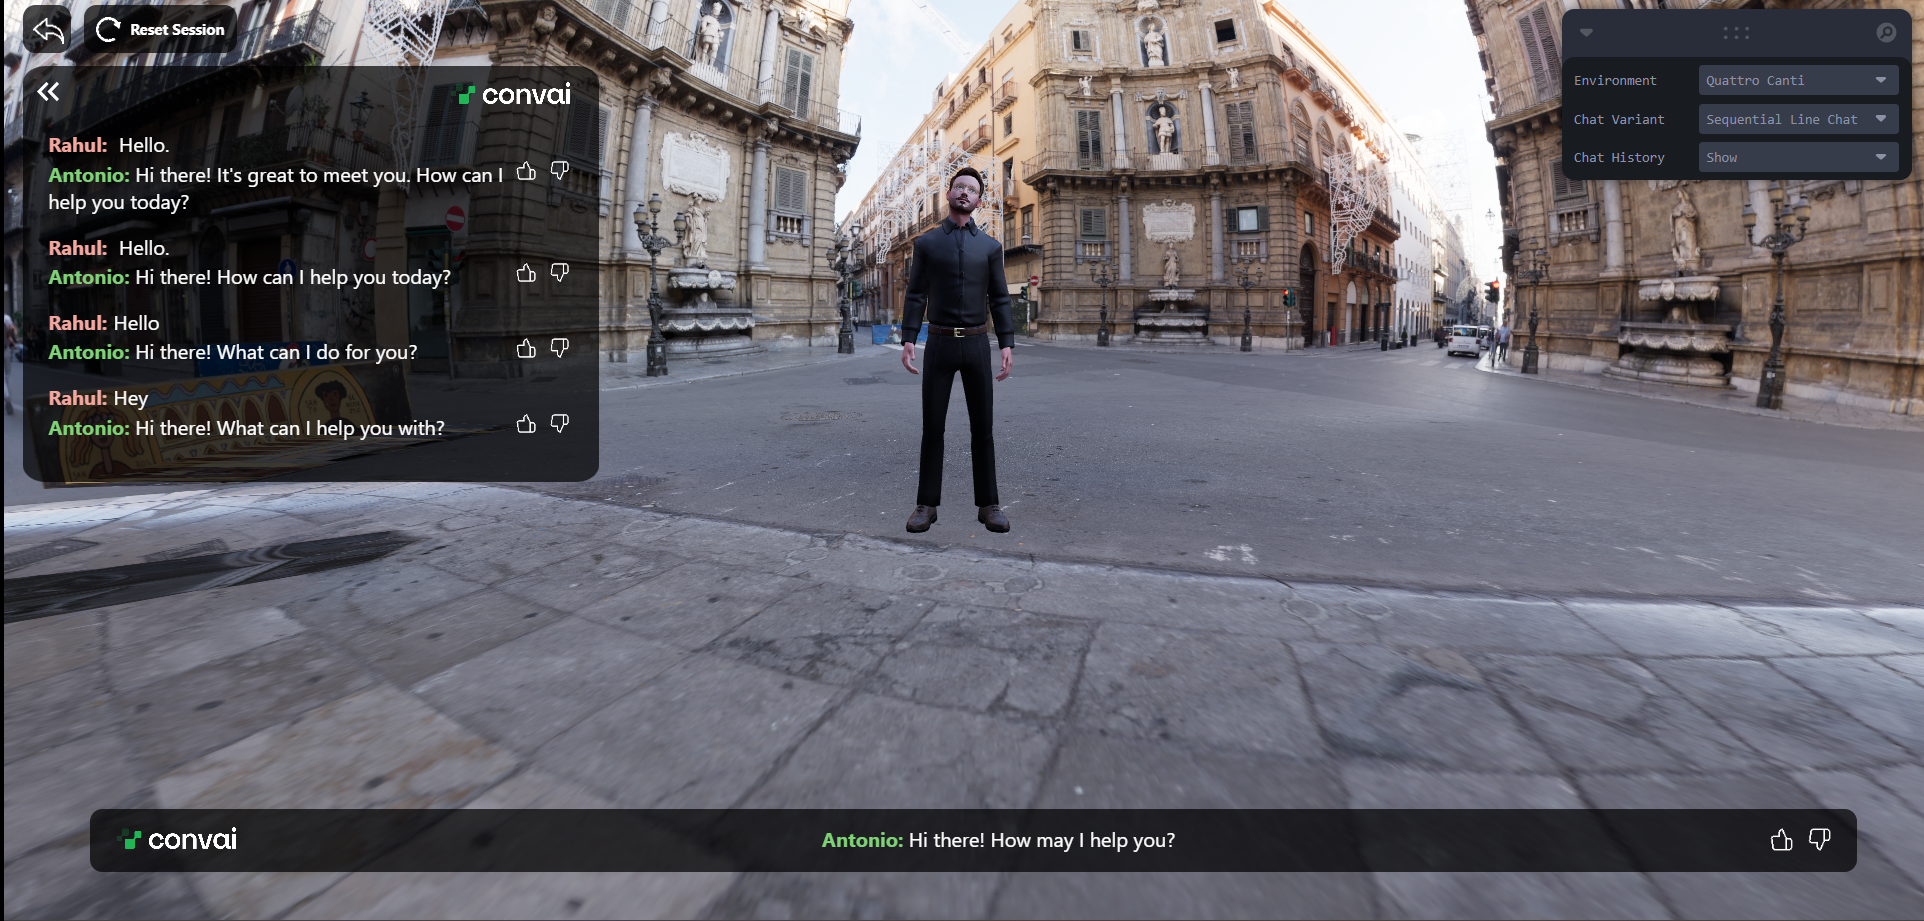 Reset Session
convai
Rahul: Hello.
Antonio: Hi there! It's great to meet you. How can I
help you today?
Rahul: Hello.
Antonio: Hi there! How can I help you today?
Rahul: Hello
Antonio: Hi there! What can I do for you?
Rahul: Hey
Antonio: Hi there! What can I help you with?
Environment Quattro Canti
Chat Variant Sequential Line Chat
Chat History Show
convai Antonio: Hi there! How may I help you?